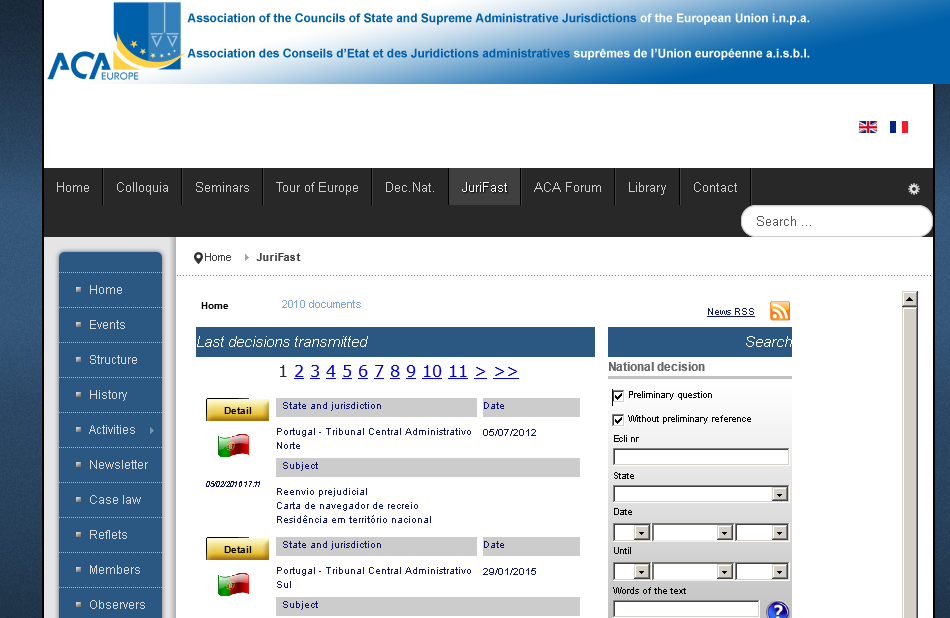 Association of the Councils of State and Supreme Administrative Jurisdictions of the European Union i.n.p.a.
Association des Conseils d'Etat et des Juridictions administratives suprêmes de l'Union européenne a.i.s.b.l.
ACA
EUROPE
Home Colloquia Seminars Tour of Europe Dec.Nat. JuriFast ACA Forum Library Contact
Search ...
Home JuriFast
Home
Events
Structure
History
Activities
Newsletter
Case law
Reflets
Members
Observers
Home 2010 documents
News RSS
Last decisions transmitted
1 2 3 4 5 6 7 8 9 10 11 > >>
Detail State and jurisdiction Date
Portugal - Tribunal Central Administrativo Norte 05/07/2012
Subject
05/02/2016 17:11
Reenvio prejudicial
Carta de navegador de recreio
Residência em território nacional
Detail State and jurisdiction Date
Portugal - Tribunal Central Administrativo Sul 29/01/2015
Subject
Search
National decision
Preliminary question
Without preliminary reference
Ecli nr
State
Date
Until
Words of the text
?